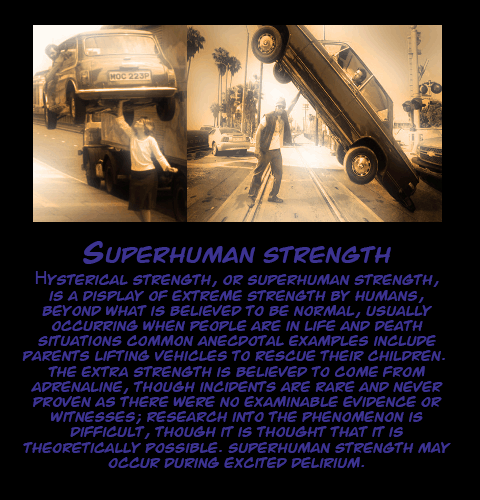 MOC 223P
Superhuman strength
Hysterical strength, or superhuman strength,
is a display of extreme strength by humans,
beyond what is believed to be normal, usually
occurring when people are in life and death
situations common anecdotal examples include
parents lifting vehicles to rescue their children.
the extra strength is believed to come from
adrenaline, though incidents are rare and never
proven as there were no examinable evidence or
witnesses; research into the phenomenon is
difficult, though it is thought that it is
theoretically possible. superhuman strength may
occur during excited delirium.